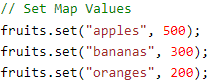 // Set Map Values
fruits.set("apples", 500);
fruits.set("bananas", 300);
fruits.set("oranges", 200);